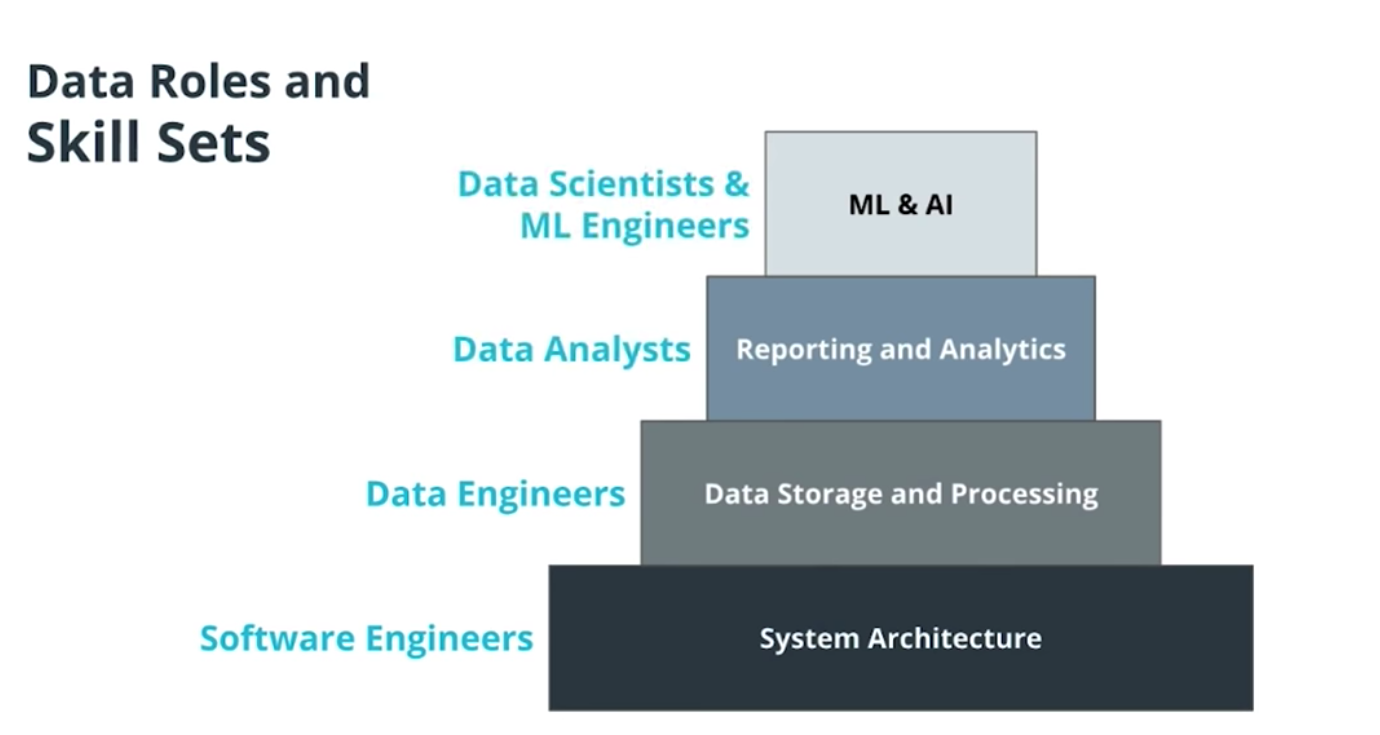 Data Roles and
Skill Sets
Data Scientists &
ML Engineers
ML & AI
Data Analysts
Reporting and Analytics
Data Engineers
Data Storage and Processing
Software Engineers
System Architecture